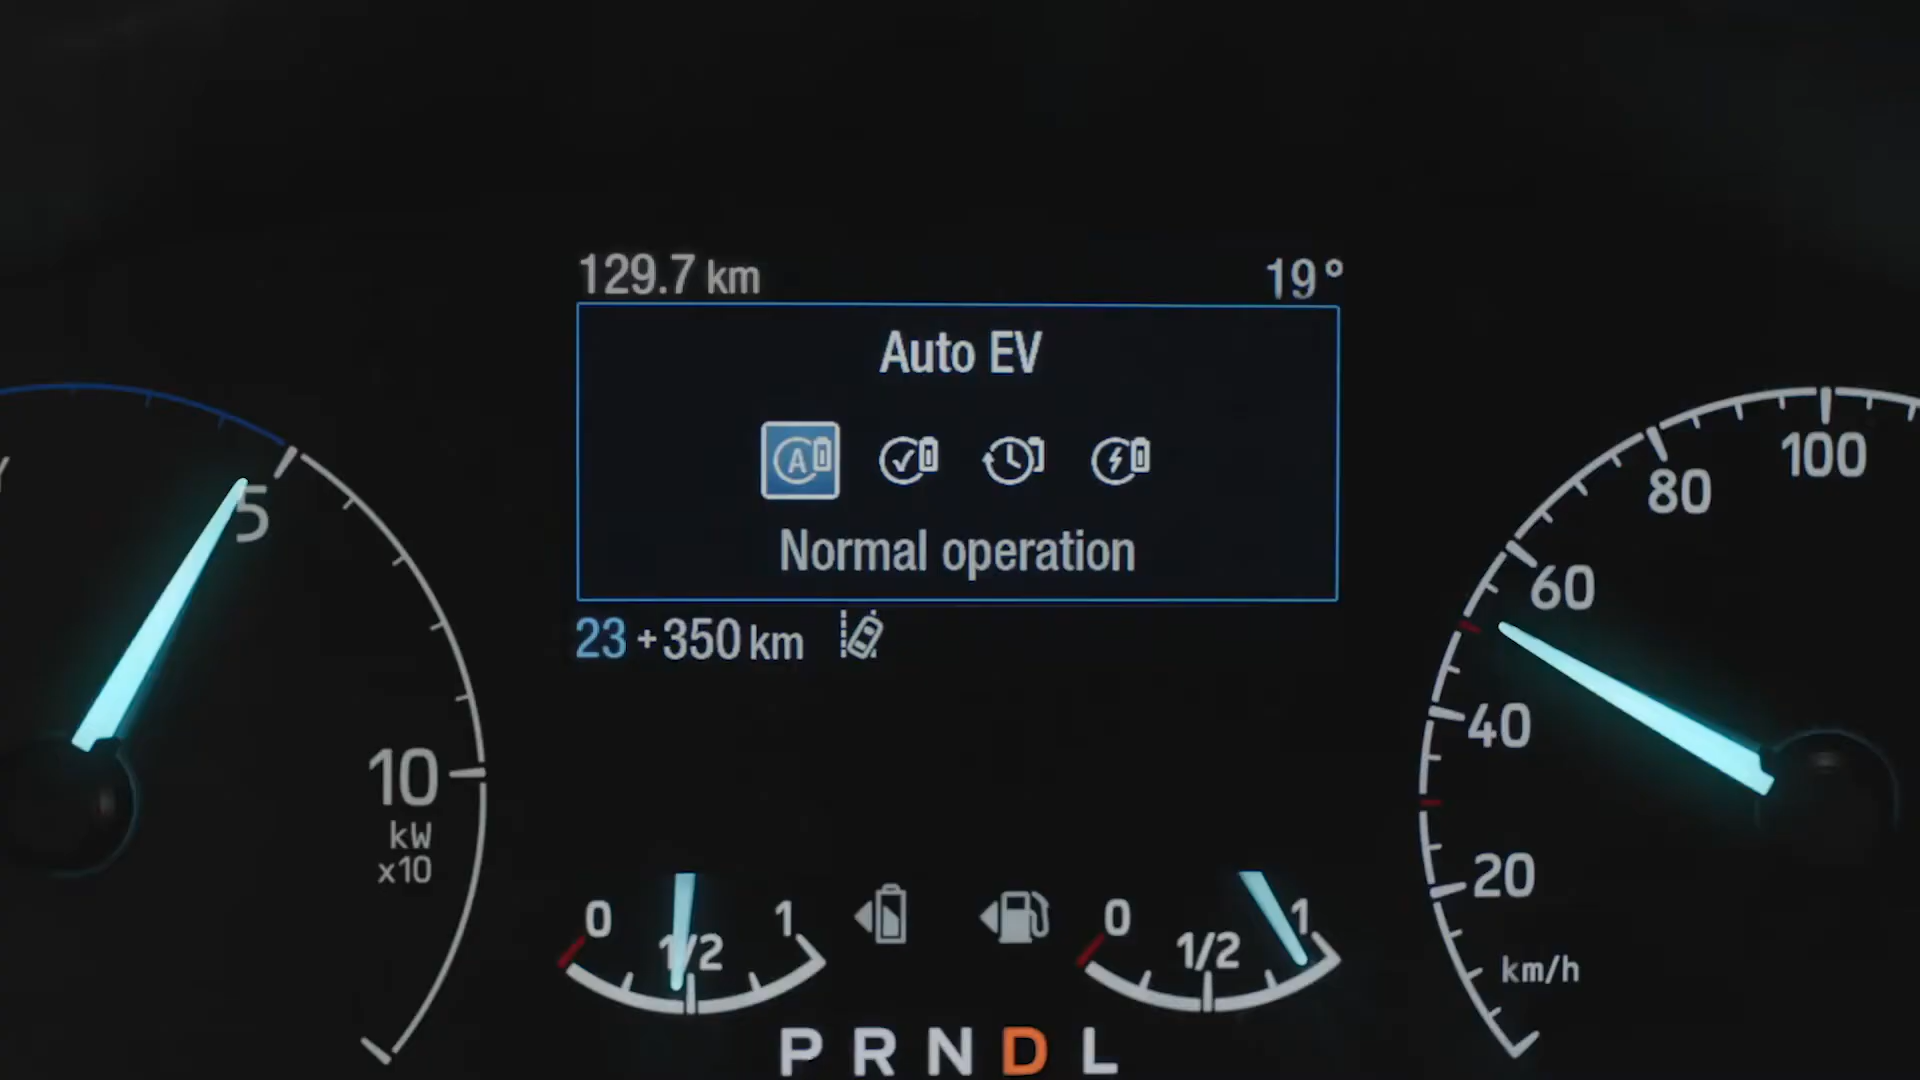 129.7 km
19°
Auto EV
A
Normal operation
23 + 350 km
5
10
kW
x10
100
80
60
40
20
km/h
0 1/2 1
0 1/2 1
P R N D L